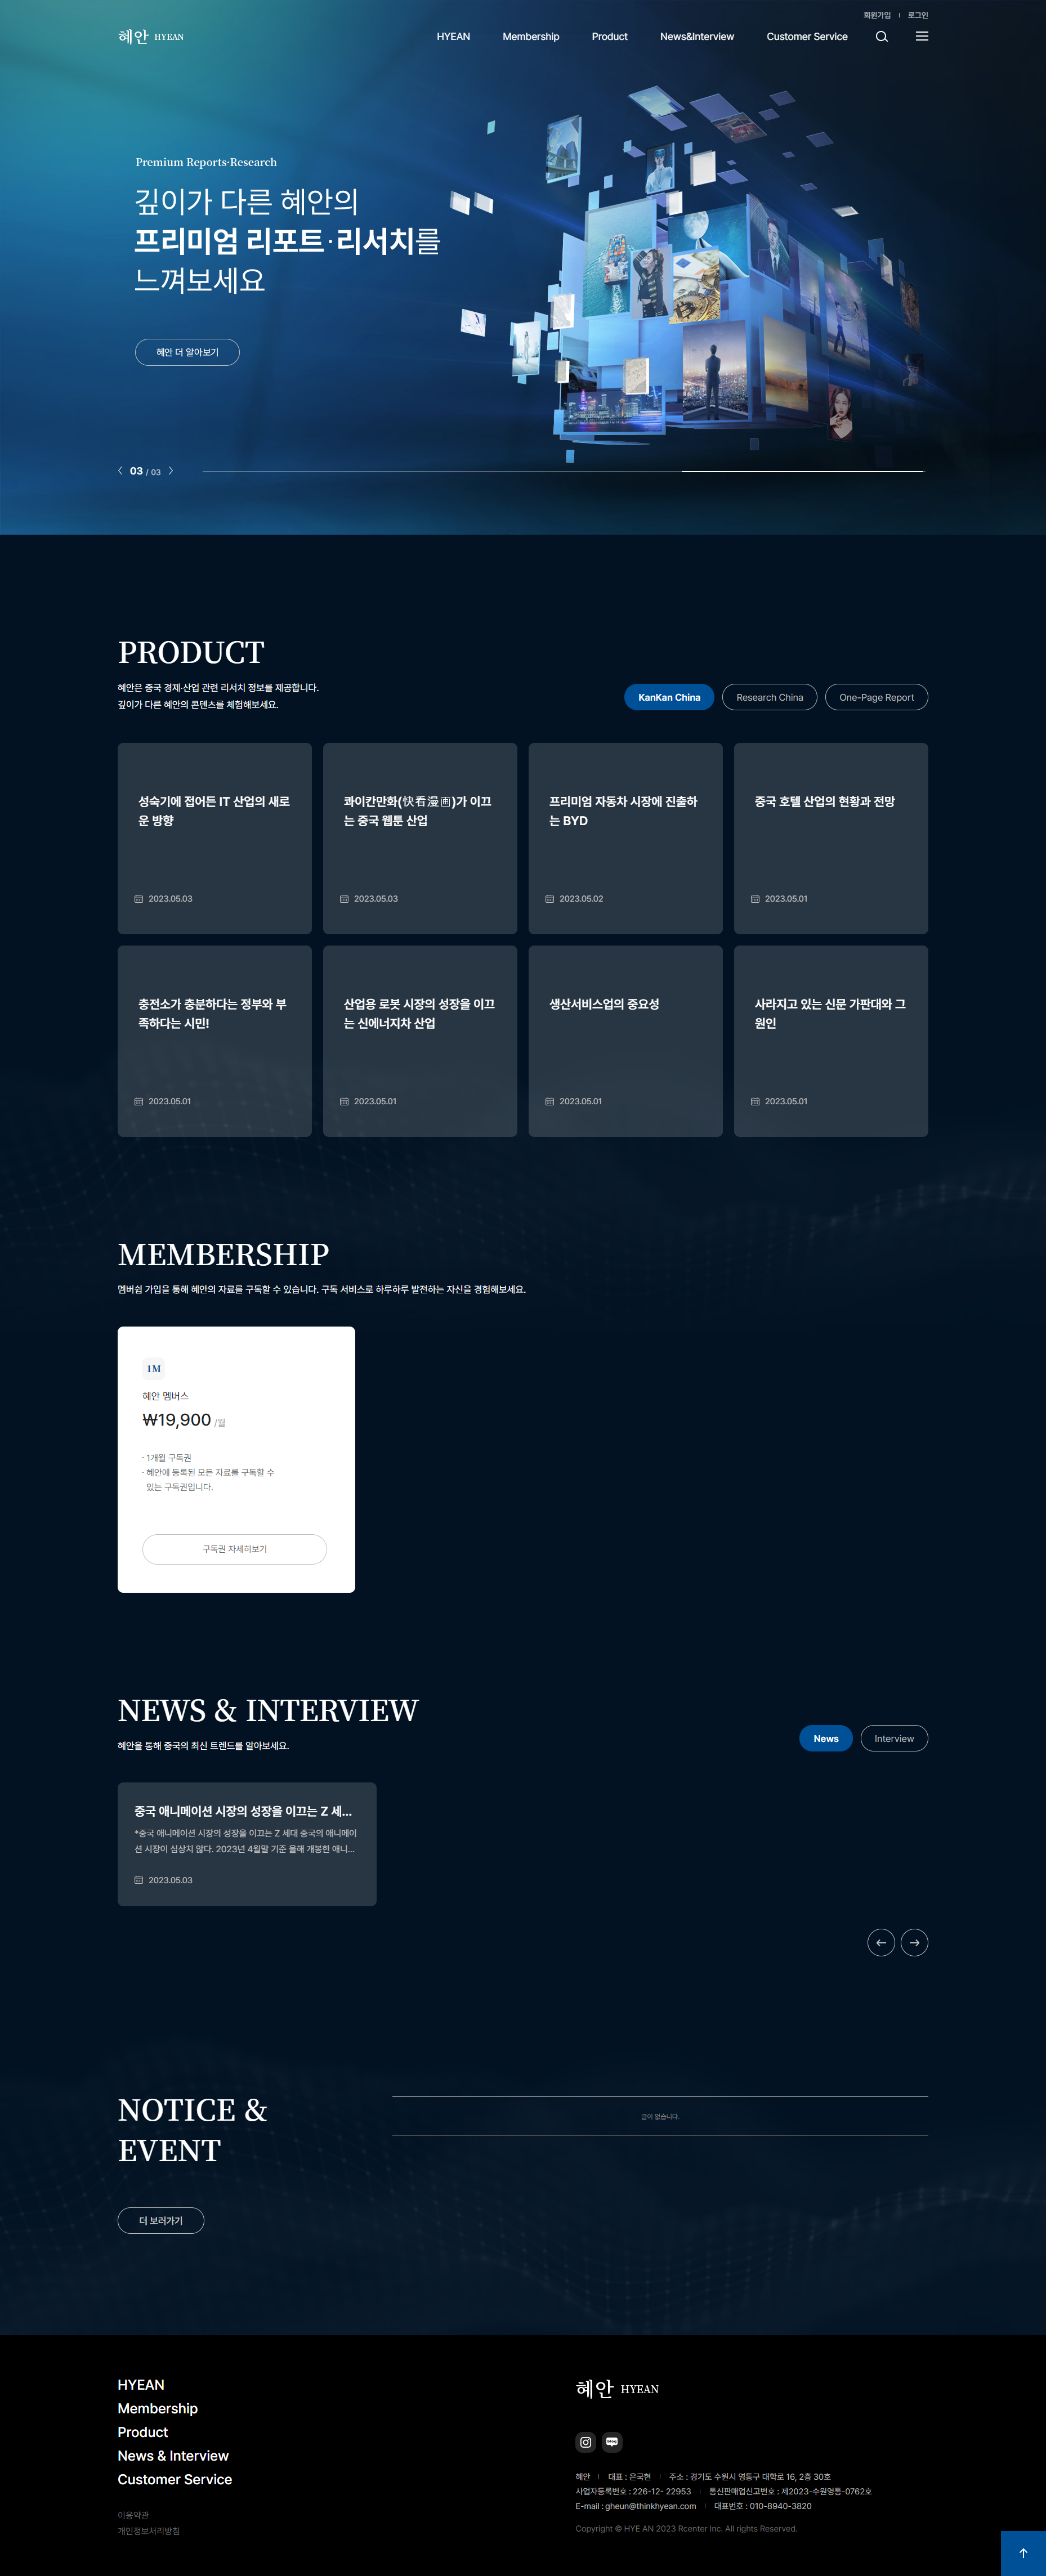 회원가입
로그인
혜안 HYEAN
HYEAN
Membership
Product
News&Interview
Customer Service
Premium Reports·Research
깊이가 다른 혜안의
프리미엄 리포트·리서치를
느껴보세요
혜안 더 알아보기
03 / 03
PRODUCT
혜안은 중국 경제·산업 관련 리서치 정보를 제공합니다.
깊이가 다른 혜안의 콘텐츠를 체험해보세요.
KanKan China
Research China
One-Page Report
성숙기에 접어든 IT 산업의 새로
운 방향
2023.05.03
콰이칸만화(快看漫画)가 이끄
는 중국 웹툰 산업
2023.05.03
프리미엄 자동차 시장에 진출하
는 BYD
2023.05.02
중국 호텔 산업의 현황과 전망
2023.05.01
충전소가 충분하다는 정부와 부
족하다는 시민!
2023.05.01
산업용 로봇 시장의 성장을 이끄
는 신에너지차 산업
2023.05.01
생산서비스업의 중요성
2023.05.01
사라지고 있는 신문 가판대와 그
원인
2023.05.01
MEMBERSHIP
멤버쉽 가입을 통해 혜안의 자료를 구독할 수 있습니다. 구독 서비스로 하루하루 발전하는 자신을 경험해보세요.
1M
혜안 멤버스
₩19,900 /월
- 1개월 구독권
- 혜안에 등록된 모든 자료를 구독할 수
있는 구독권입니다.
구독권 자세히보기
NEWS & INTERVIEW
혜안을 통해 중국의 최신 트렌드를 알아보세요.
News
Interview
중국 애니메이션 시장의 성장을 이끄는 Z 세...
*중국 애니메이션 시장의 성장을 이끄는 Z 세대 중국의 애니메이
션 시장이 심상치 않다. 2023년 4월말 기준 올해 개봉한 애니...
2023.05.03
NOTICE &
EVENT
글이 없습니다.
더 보러가기
HYEAN
Membership
Product
News & Interview
Customer Service
이용약관
개인정보처리방침
혜안 HYEAN
blog
혜안 | 대표 : 은국현 | 주소 : 경기도 수원시 영통구 대학로 16, 2층 30호
사업자등록번호 : 226-12- 22953 | 통신판매업신고번호 : 제2023-수원영통-0762호
E-mail : gheun@thinkhyean.com | 대표번호 : 010-8940-3820
Copyright © HYE AN 2023 Rcenter Inc. All rights Reserved.